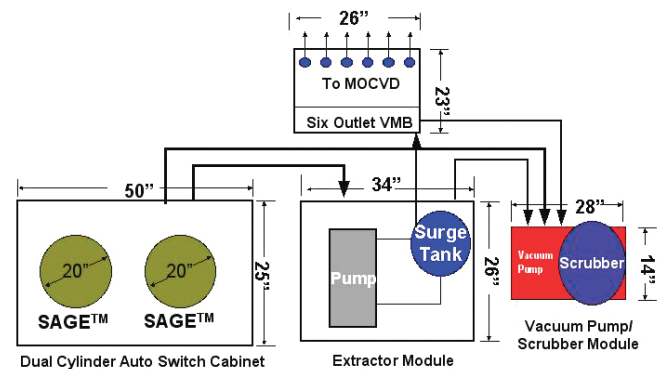 26”
To MOCVD
23”
Six Outlet VMB
50”
34”
28”
20”
20”
SAGE™
SAGE™
25”
Pump
Surge
Tank
26”
Vacuum
Pump
Scrubber
14”
Dual Cylinder Auto Switch Cabinet
Extractor Module
Vacuum Pump/
Scrubber Module